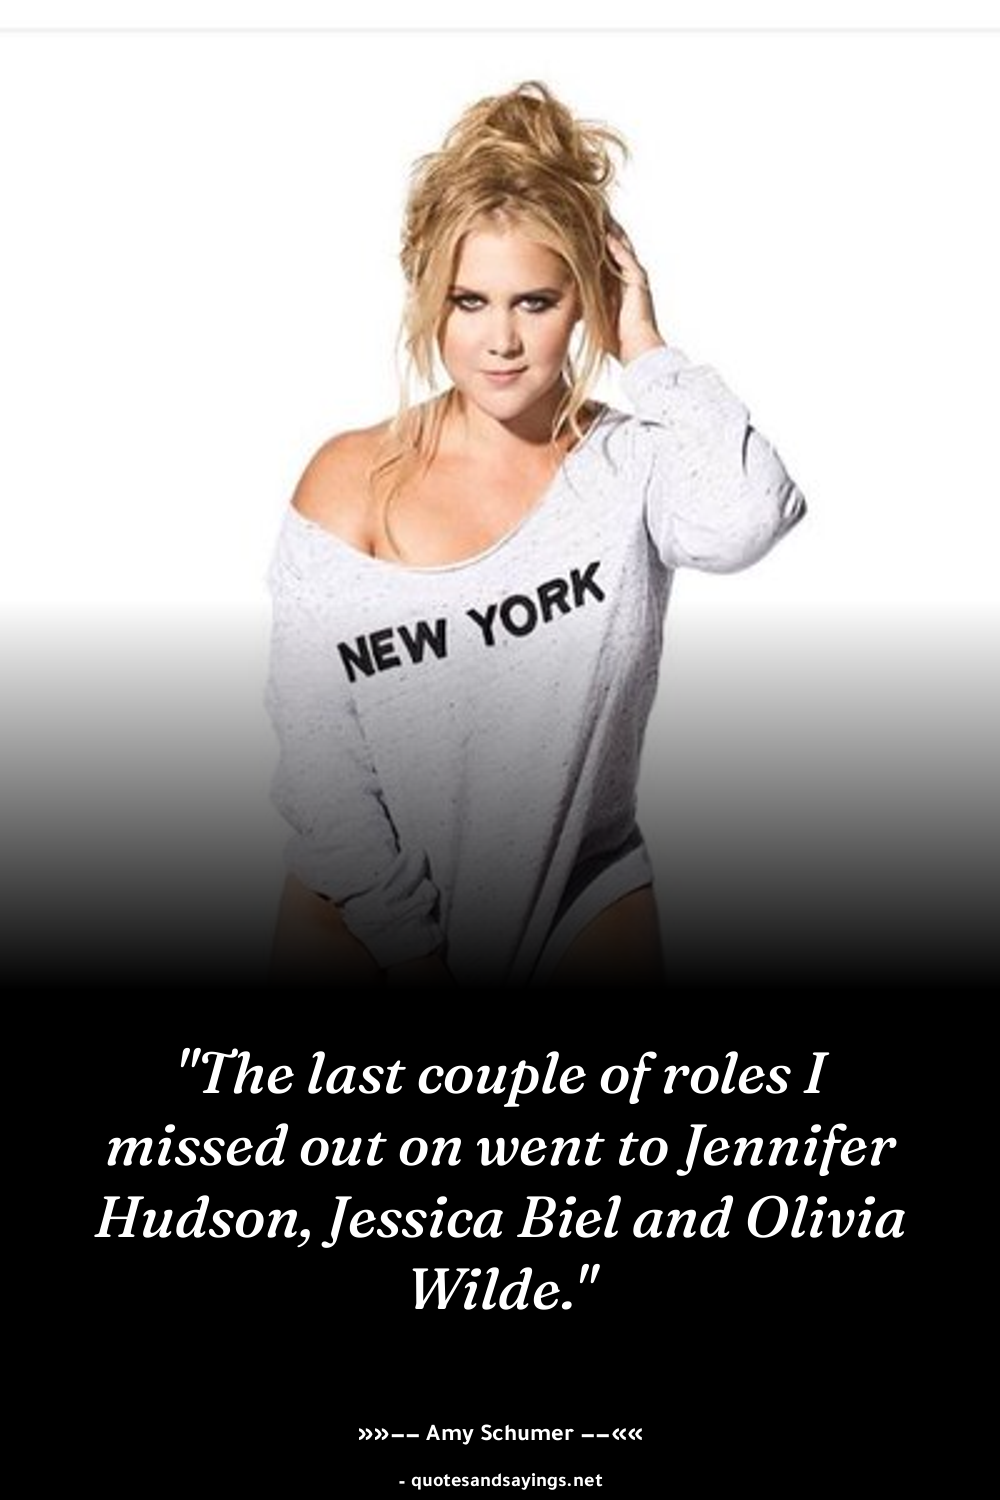 NEW YORK
"The last couple of roles I
missed out on went to Jennifer
Hudson, Jessica Biel and Olivia
Wilde."
»»–– Amy Schumer ––««
- quotesandsayings.net